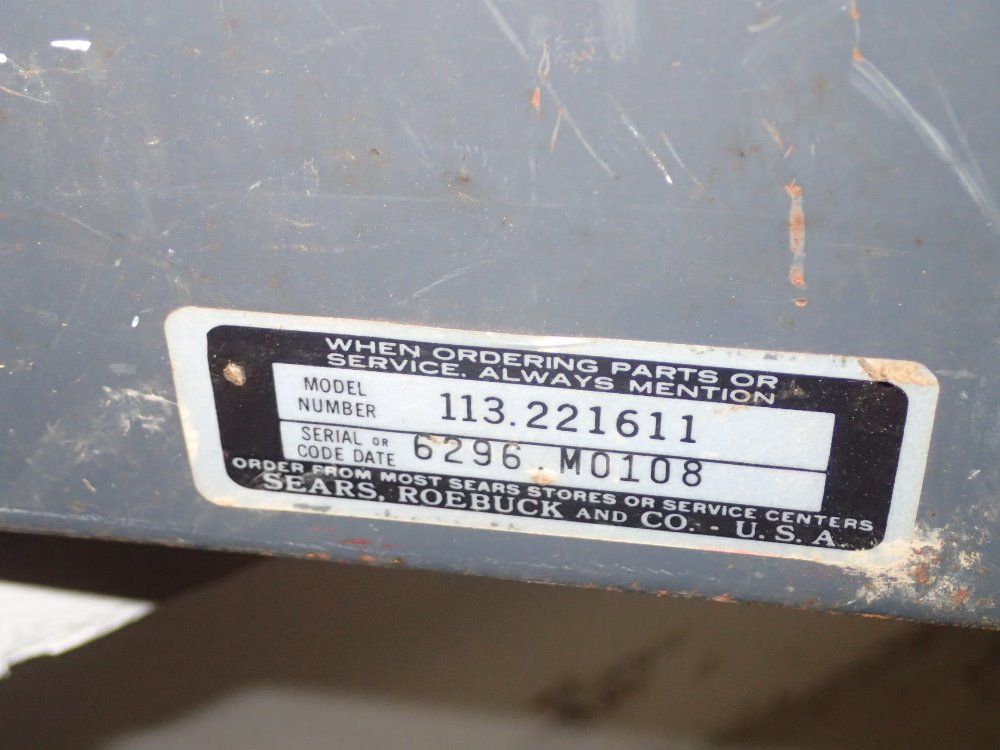 WHEN ORDERING PARTS OR
SERVICE, ALWAYS MENTION
MODEL
NUMBER 113.221611
SERIAL OR
CODE DATE 6296.M0108
ORDER FROM MOST SEARS STORES OR SERVICE CENTERS
SEARS, ROEBUCK AND CO. - U. S. A.